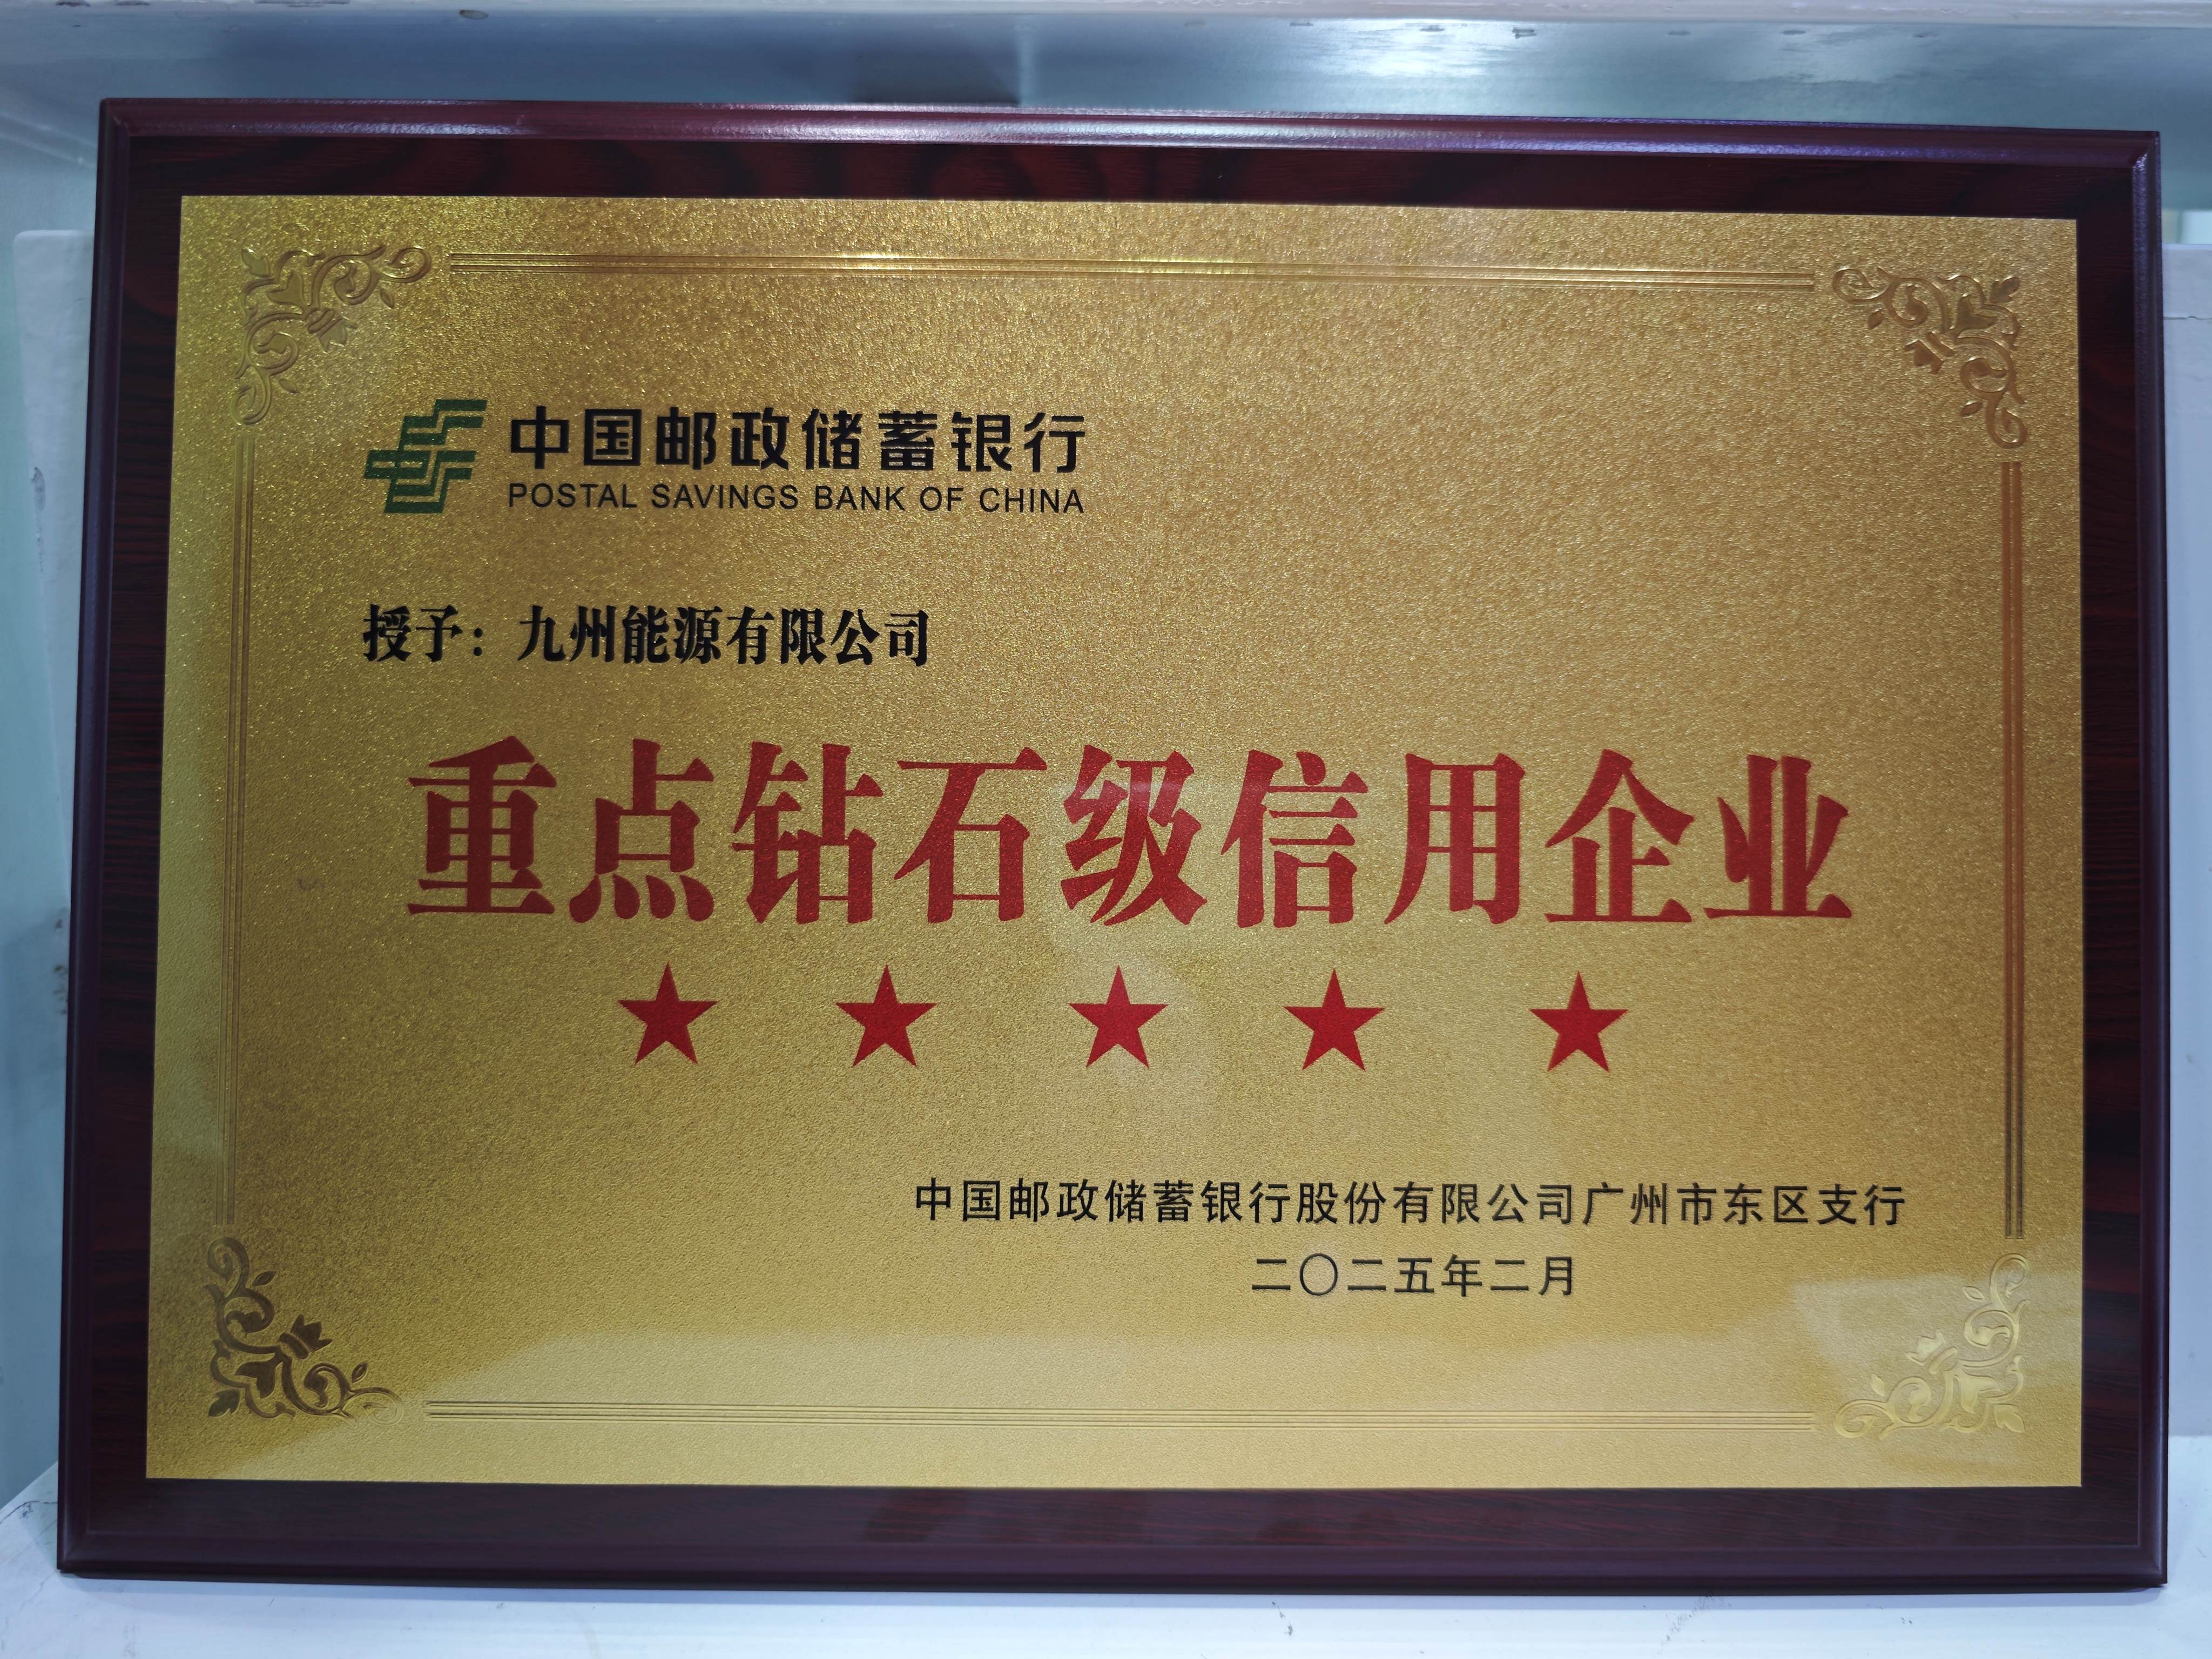 中国邮政储蓄银行
POSTAL SAVINGS BANK OF CHINA
授予：九州能源有限公司
重点钻石级信用企业
★ ★ ★ ★ ★
中国邮政储蓄银行股份有限公司广州市东区支行
二〇二五年二月